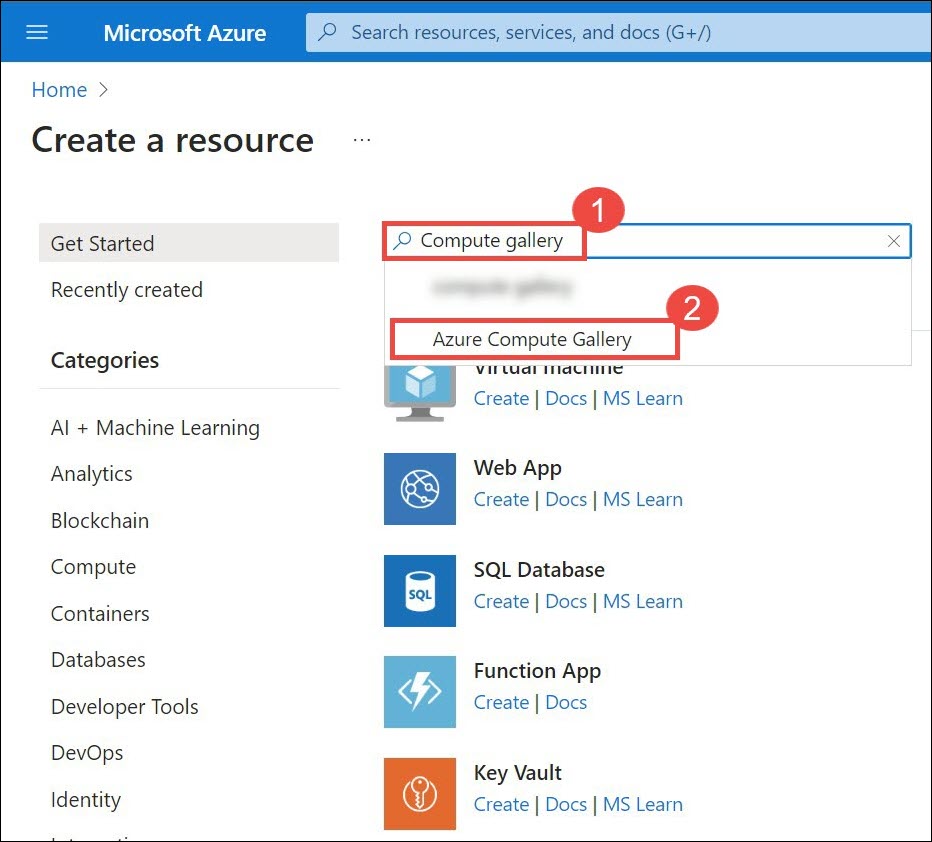 Microsoft Azure
Search resources, services, and docs (G+/)
Home
Create a resource
...
Get Started
Recently created
Categories
AI + Machine Learning
Analytics
Blockchain
Compute
Containers
Databases
Developer Tools
DevOps
Identity
1
Compute gallery
2
Azure Compute Gallery
Virtual machine
Create | Docs | MS Learn
Web App
Create | Docs | MS Learn
SQL
SQL Database
Create | Docs | MS Learn
Function App
Create | Docs
Key Vault
Create | Docs | MS Learn